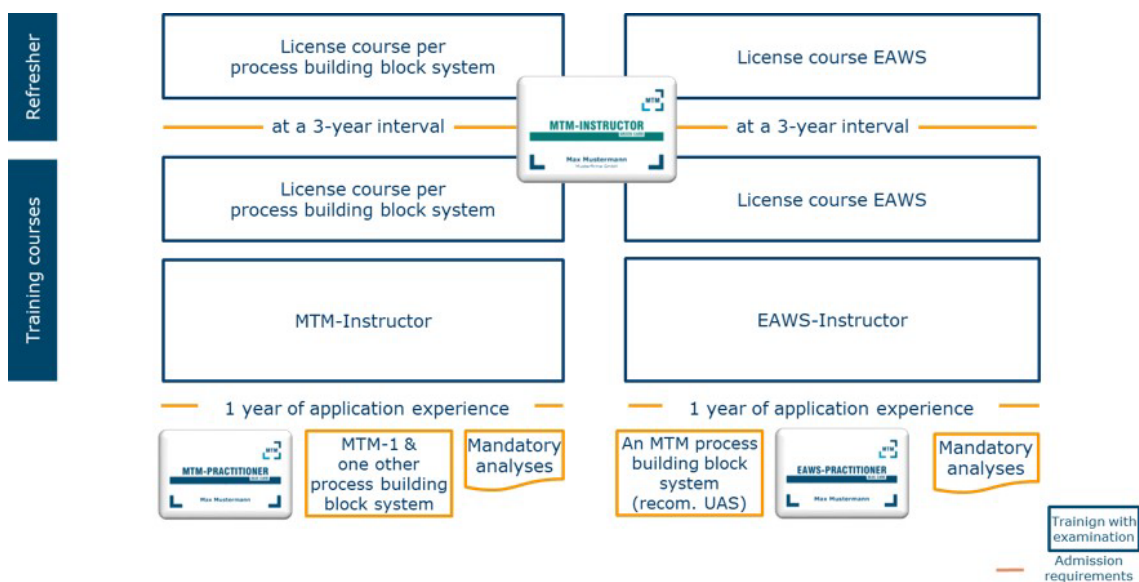 Refresher
License course per
process building block system
License course EAWS
at a 3-year interval
at a 3-year interval
MTM
MTM-INSTRUCTOR
Max Mustermann
Training courses
License course per
process building block system
License course EAWS
MTM-Instructor
EAWS-Instructor
1 year of application experience
1 year of application experience
MTM
MTM-PRACTITIONER
Max Mustermann
MTM-1 &
one other
process building
block system
Mandatory
analyses
An MTM process
building block
system
(recom. UAS)
MTM
EAWS-PRACTITIONER
Max Mustermann
Mandatory
analyses
Trainign with
examination
Admission
requirements